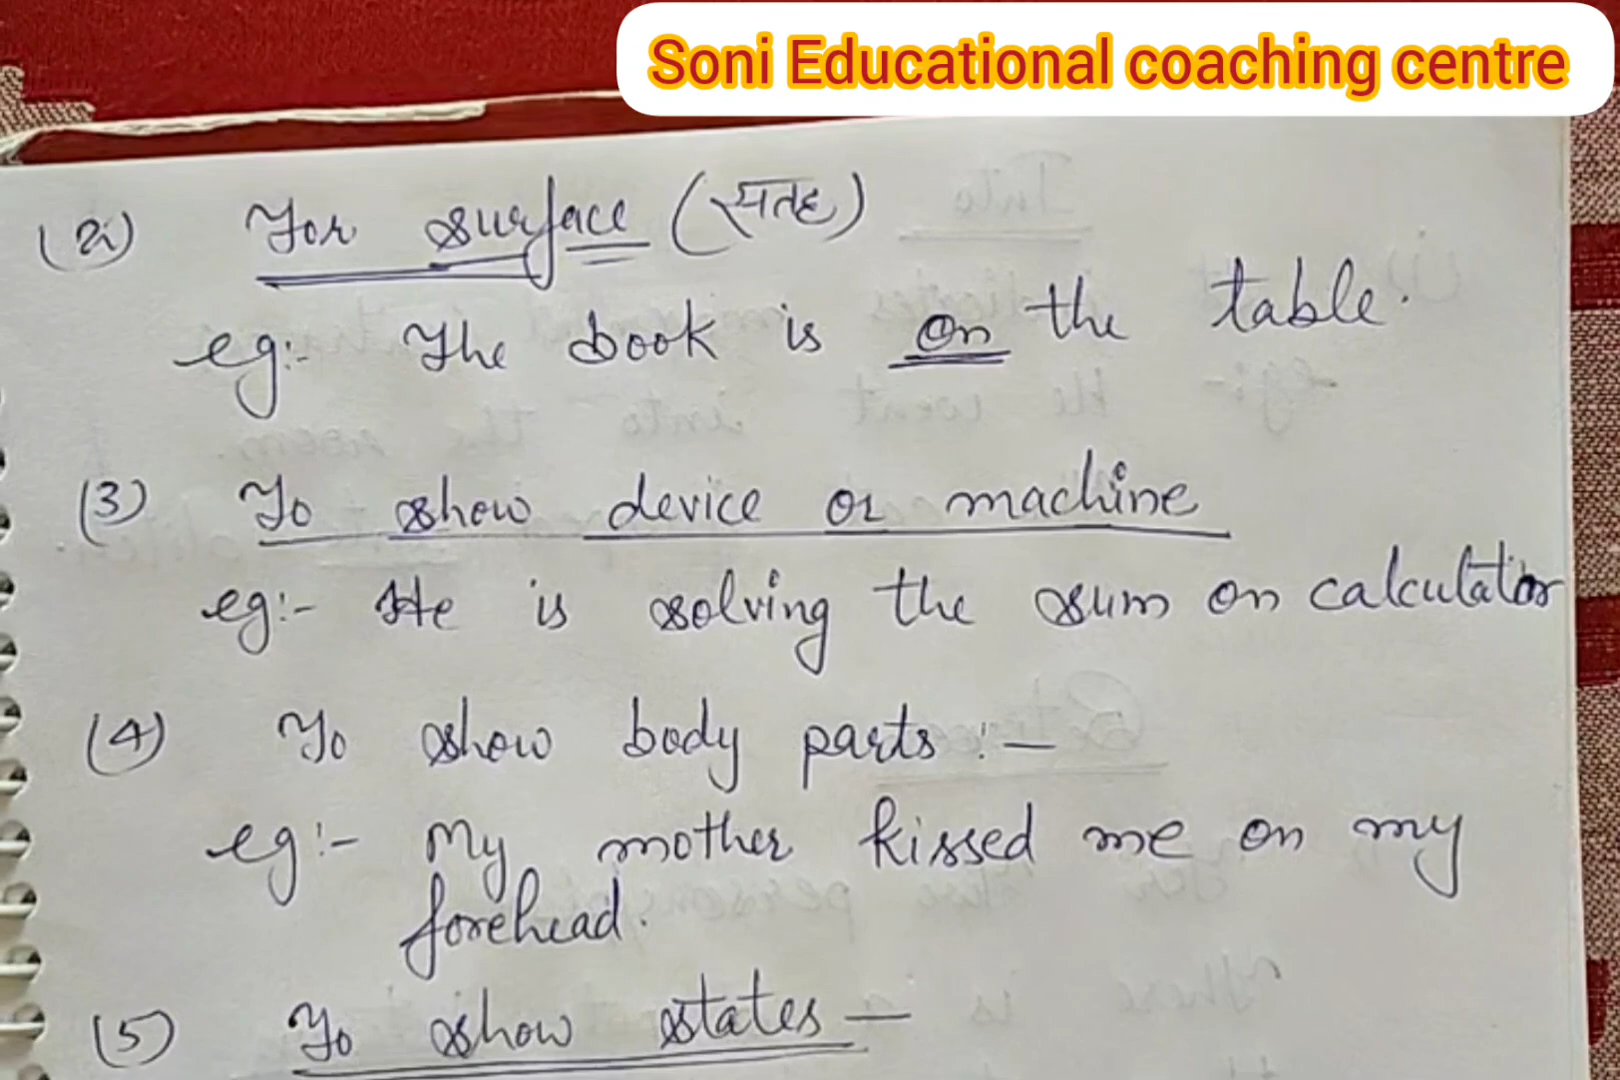 Soni Educational coaching centre
(2) For surface (सतह)
eg:- The book is on the table.
(3) To show device or machine
eg:- He is solving the sum on calculator
(4) To show body parts :-
eg:- My mother kissed me on my
forehead.
(5) To show states -